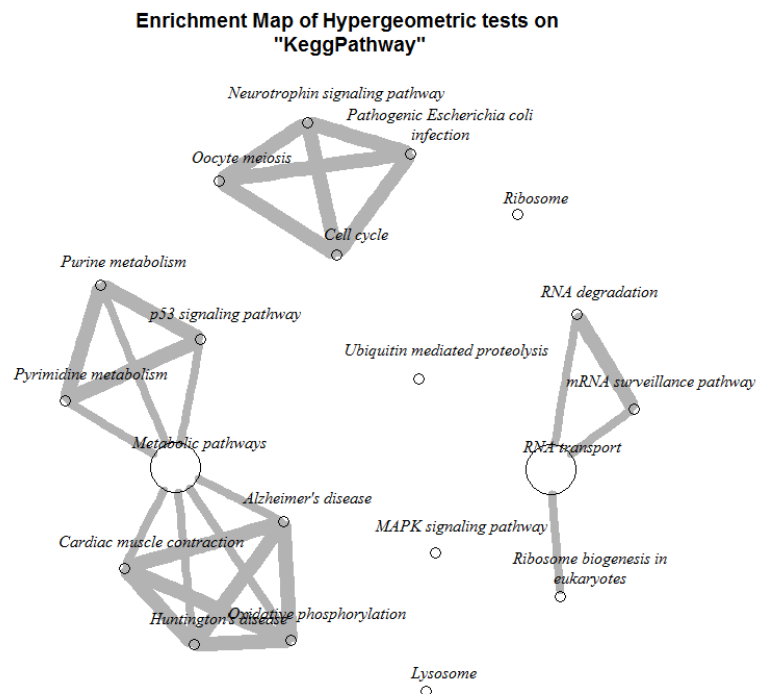 Enrichment Map of Hypergeometric tests on
"KeggPathway"
Neurotrophin signaling pathway
Pathogenic Escherichia coli
infection
Oocyte meiosis
Ribosome
Cell cycle
Purine metabolism
RNA degradation
p53 signaling pathway
Ubiquitin mediated proteolysis
Pyrimidine metabolism
mRNA surveillance pathway
Metabolic pathways
RNA transport
Alzheimer's disease
MAPK signaling pathway
Cardiac muscle contraction
Ribosome biogenesis in
eukaryotes
Huntington's disease
Oxidative phosphorylation
Lysosome